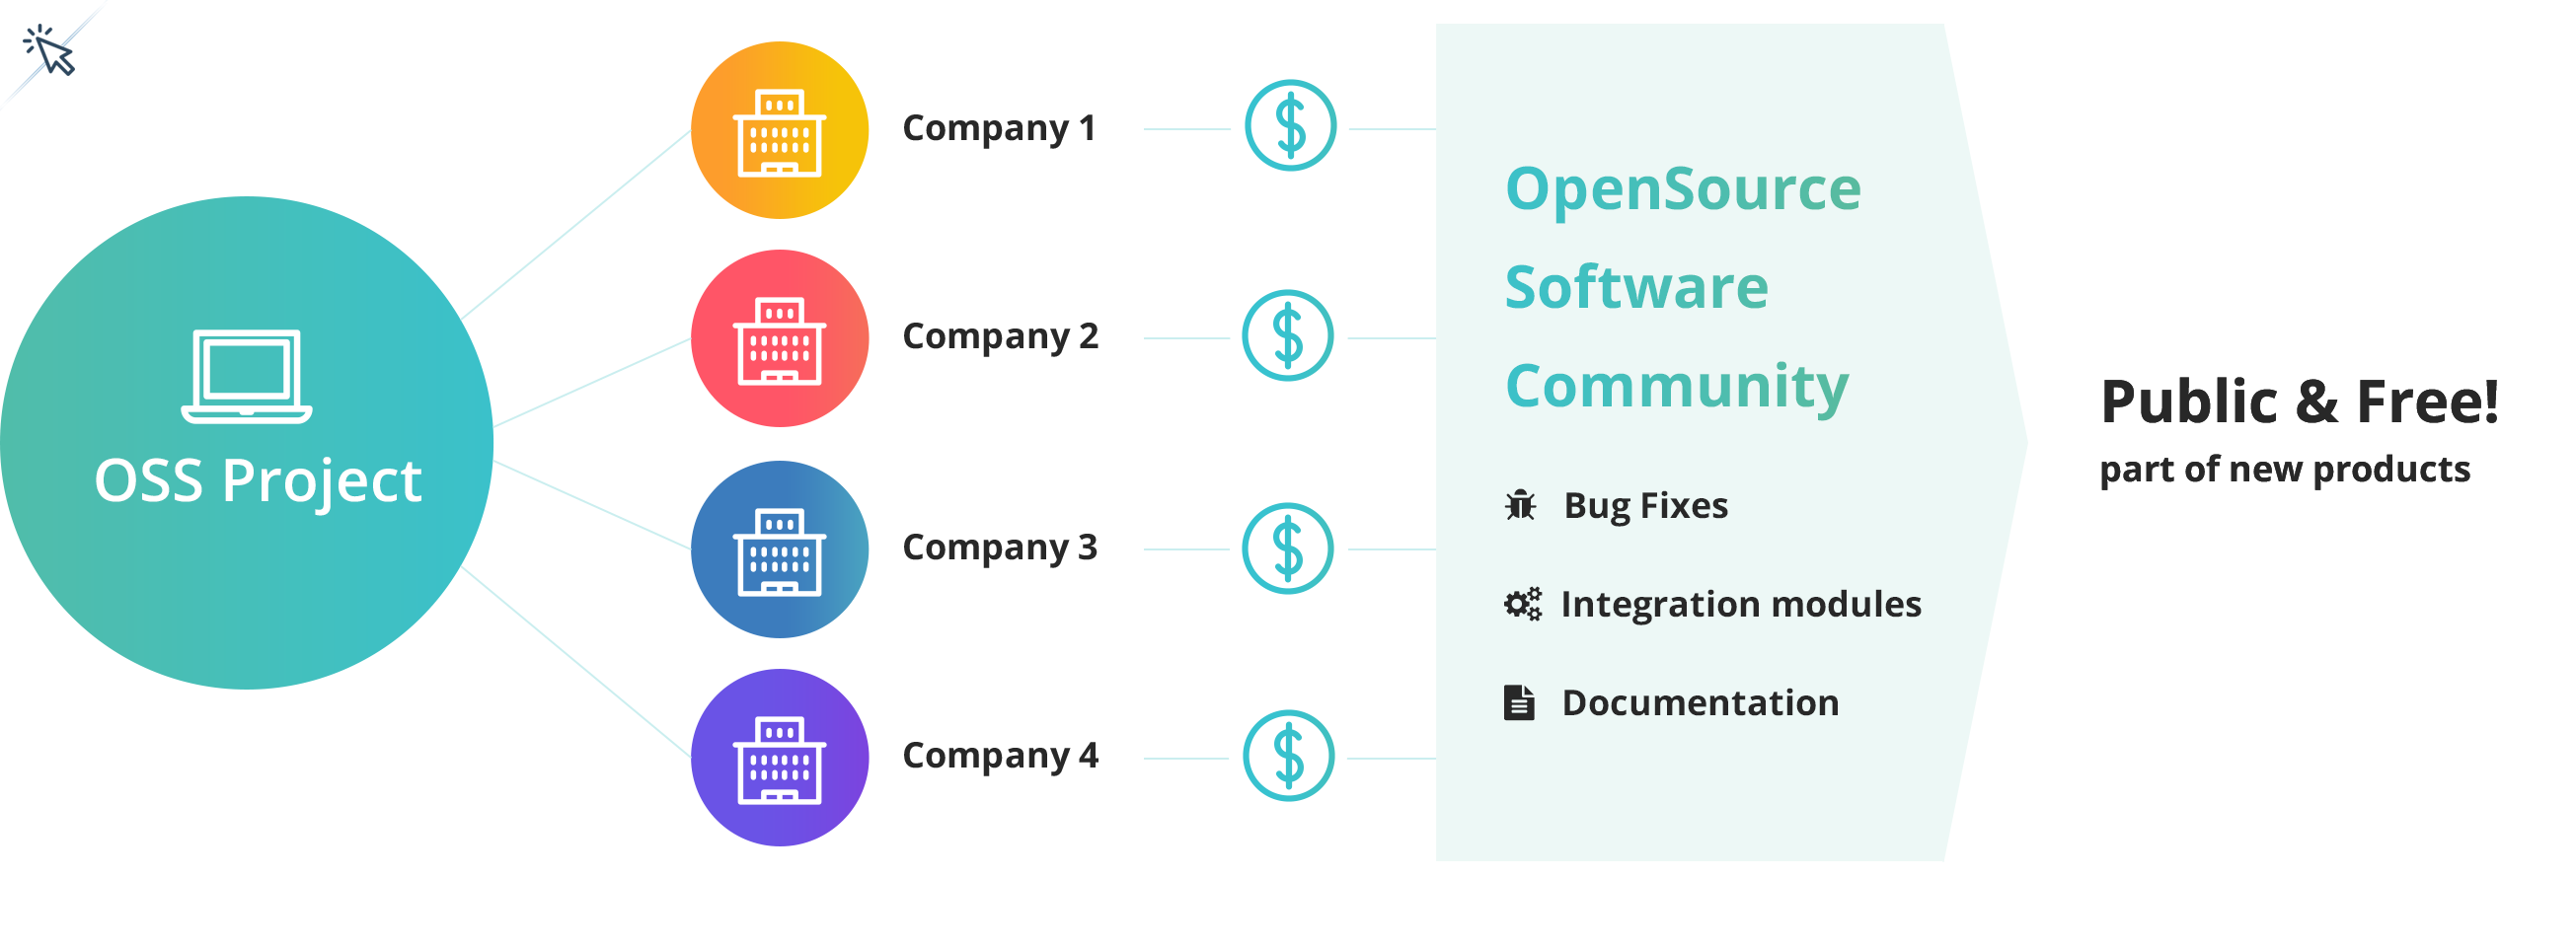 OSS Project
Company 1
Company 2
Company 3
Company 4
OpenSource
Software
Community
Bug Fixes
Integration modules
Documentation
Public & Free!
part of new products